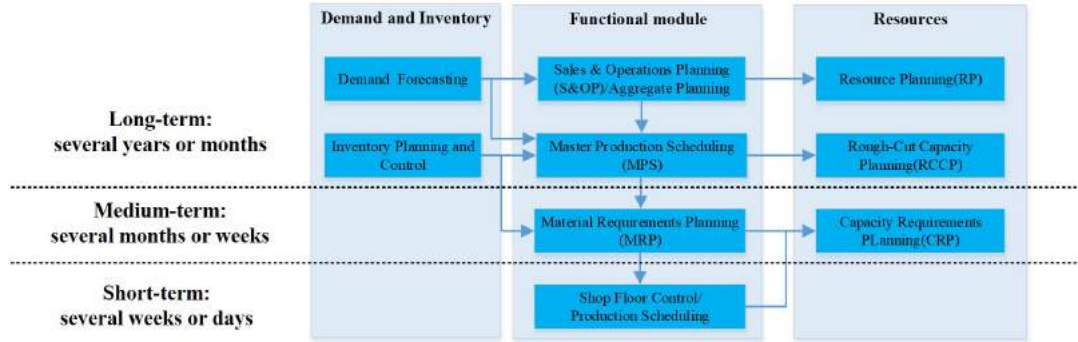 Demand and Inventory
Functional module
Resources
Demand Forecasting
Sales & Operations Planning
(S&OP)/Aggregate Planning
Resource Planning(RP)
Long-term:
several years or months
Inventory Planning and
Control
Master Production Scheduling
(MPS)
Rough-Cut Capacity
Planning(RCCP)
Medium-term:
several months or weeks
Material Requirements Planning
(MRP)
Capacity Requirements
PLanning(CRP)
Short-term:
several weeks or days
Shop Floor Control/
Production Scheduling